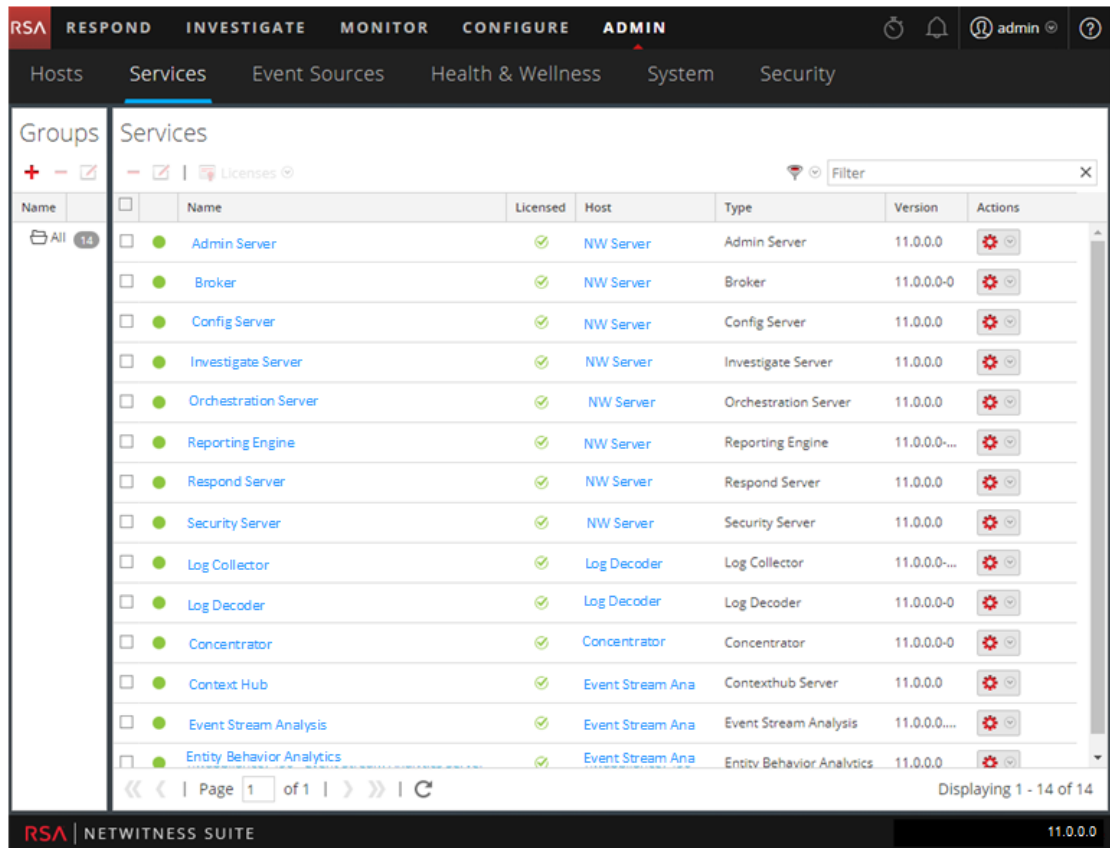 RSA RESPOND INVESTIGATE MONITOR CONFIGURE ADMIN admin
Hosts Services Event Sources Health & Wellness System Security
Groups Services
Licenses Filter
Name Name Licensed Host Type Version Actions
All 14 Admin Server NW Server Admin Server 11.0.0.0
Broker NW Server Broker 11.0.0.0-0
Config Server NW Server Config Server 11.0.0.0
Investigate Server NW Server Investigate Server 11.0.0.0
Orchestration Server NW Server Orchestration Server 11.0.0.0
Reporting Engine NW Server Reporting Engine 11.0.0.0-...
Respond Server NW Server Respond Server 11.0.0.0
Security Server NW Server Security Server 11.0.0.0
Log Collector Log Decoder Log Collector 11.0.0.0-...
Log Decoder Log Decoder Log Decoder 11.0.0.0-0
Concentrator Concentrator Concentrator 11.0.0.0-0
Context Hub Event Stream Ana Contexthub Server 11.0.0.0
Event Stream Analysis Event Stream Ana Event Stream Analysis 11.0.0.0....
Entity Behavior Analytics Event Stream Ana Entity Behavior Analytics 11.0.0.0
Page 1 of 1 Displaying 1 - 14 of 14
RSA NETWITNESS SUITE 11.0.0.0